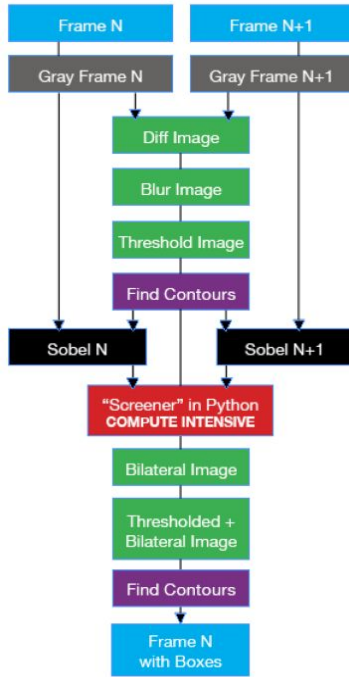 Frame N
Frame N+1
Gray Frame N
Gray Frame N+1
Diff Image
Blur Image
Threshold Image
Find Contours
Sobel N
Sobel N+1
“Screener” in Python
COMPUTE INTENSIVE
Bilateral Image
Thresholded +
Bilateral Image
Find Contours
Frame N
with Boxes